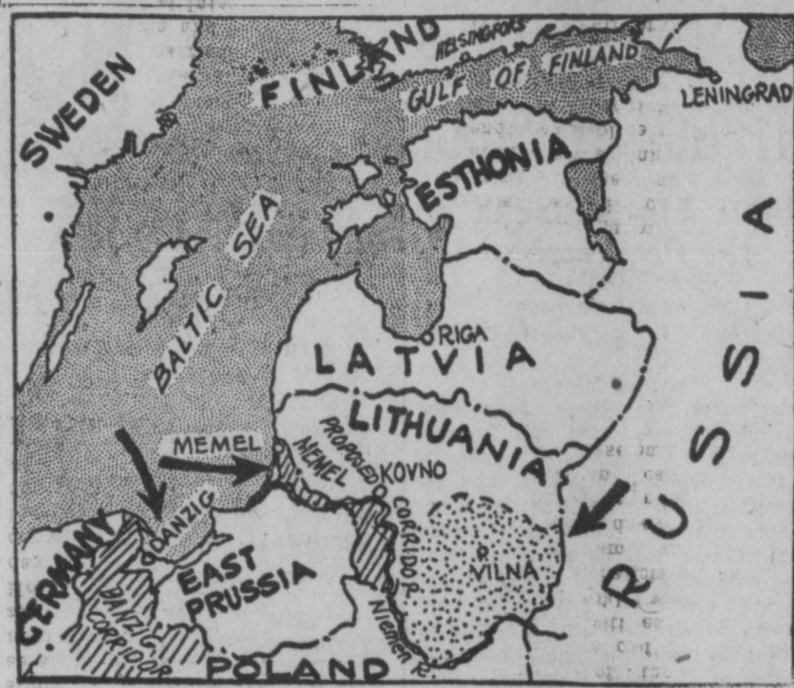 SWEDEN
FINLAND
HELSINGFORS
GULF OF FINLAND
LENINGRAD
ESTHONIA
BALTIC SEA
RUSSIA
RIGA
LATVIA
LITHUANIA
MEMEL
PROPOSED
MEMEL
CORRIDOR
KOVNO
VILNA
DANZIG
GERMANY
EAST
PRUSSIA
DANZIG
CORRIDOR
Niemen R.
POLAND